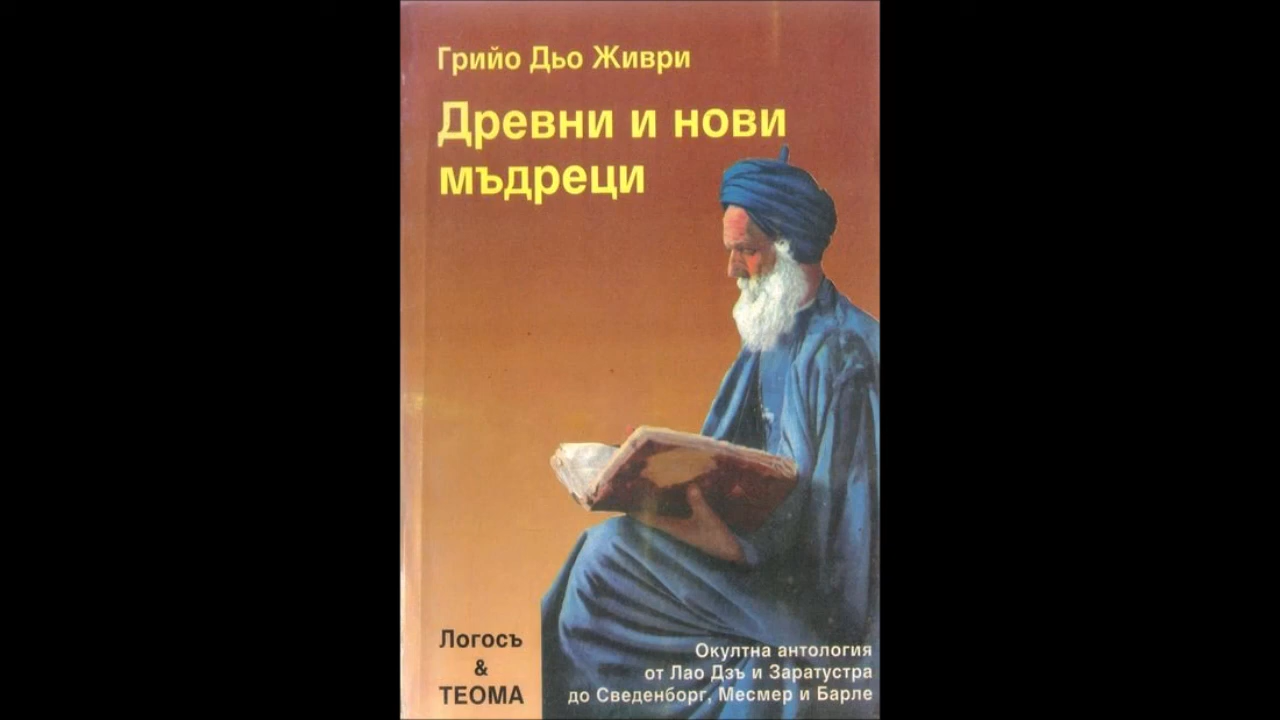 Грийо Дьо Живри
Древни и нови
мъдреци
Логосъ
&
ТЕОМА
Окултна антология
от Лао Дзъ и Заратустра
до Сведенборг, Месмер и Барле